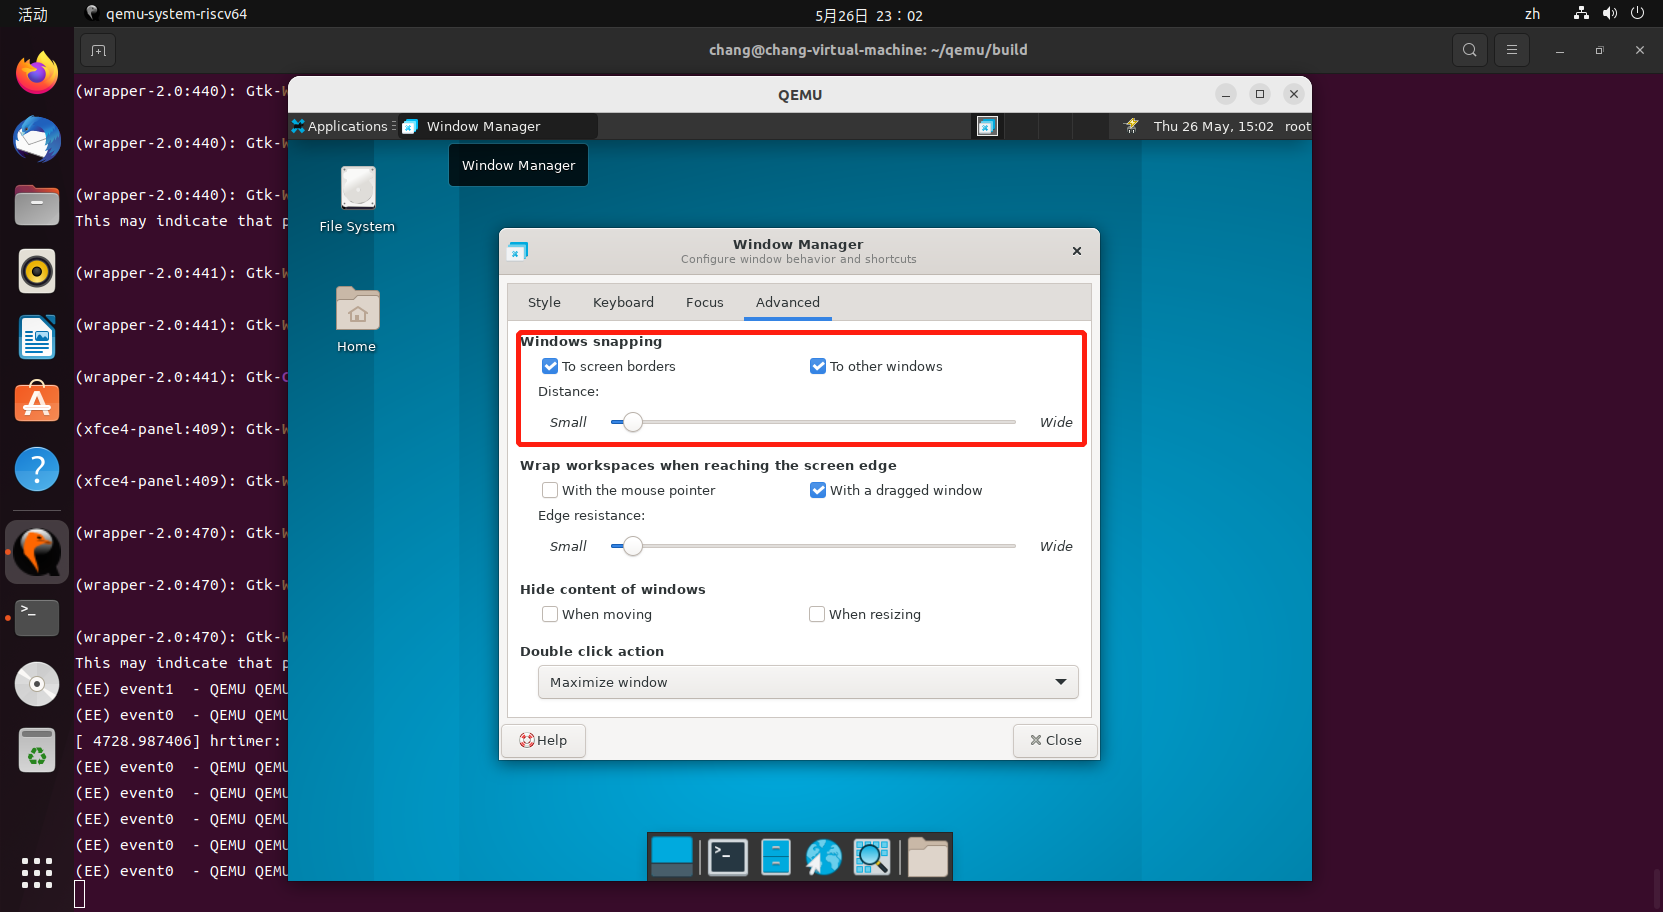 活动
qemu-system-riscv64
5月26日 23：02
zh
chang@chang-virtual-machine: ~/qemu/build
(wrapper-2.0:440): Gtk-W
(wrapper-2.0:440): Gtk-W
(wrapper-2.0:440): Gtk-W
This may indicate that p
(wrapper-2.0:441): Gtk-W
(wrapper-2.0:441): Gtk-W
(wrapper-2.0:441): Gtk-C
(xfce4-panel:409): Gtk-W
(xfce4-panel:409): Gtk-W
(wrapper-2.0:470): Gtk-W
(wrapper-2.0:470): Gtk-W
(wrapper-2.0:470): Gtk-W
This may indicate that p
(EE) event1  - QEMU QEMU
(EE) event0  - QEMU QEMU
[ 4728.987406] hrtimer:
(EE) event0  - QEMU QEMU
(EE) event0  - QEMU QEMU
(EE) event0  - QEMU QEMU
(EE) event0  - QEMU QEMU
(EE) event0  - QEMU QEMU
QEMU
Applications
Window Manager
Thu 26 May, 15:02
root
Window Manager
File System
Home
Window Manager
Configure window behavior and shortcuts
Style
Keyboard
Focus
Advanced
Windows snapping
To screen borders
To other windows
Distance:
Small
Wide
Wrap workspaces when reaching the screen edge
With the mouse pointer
With a dragged window
Edge resistance:
Small
Wide
Hide content of windows
When moving
When resizing
Double click action
Maximize window
Help
Close